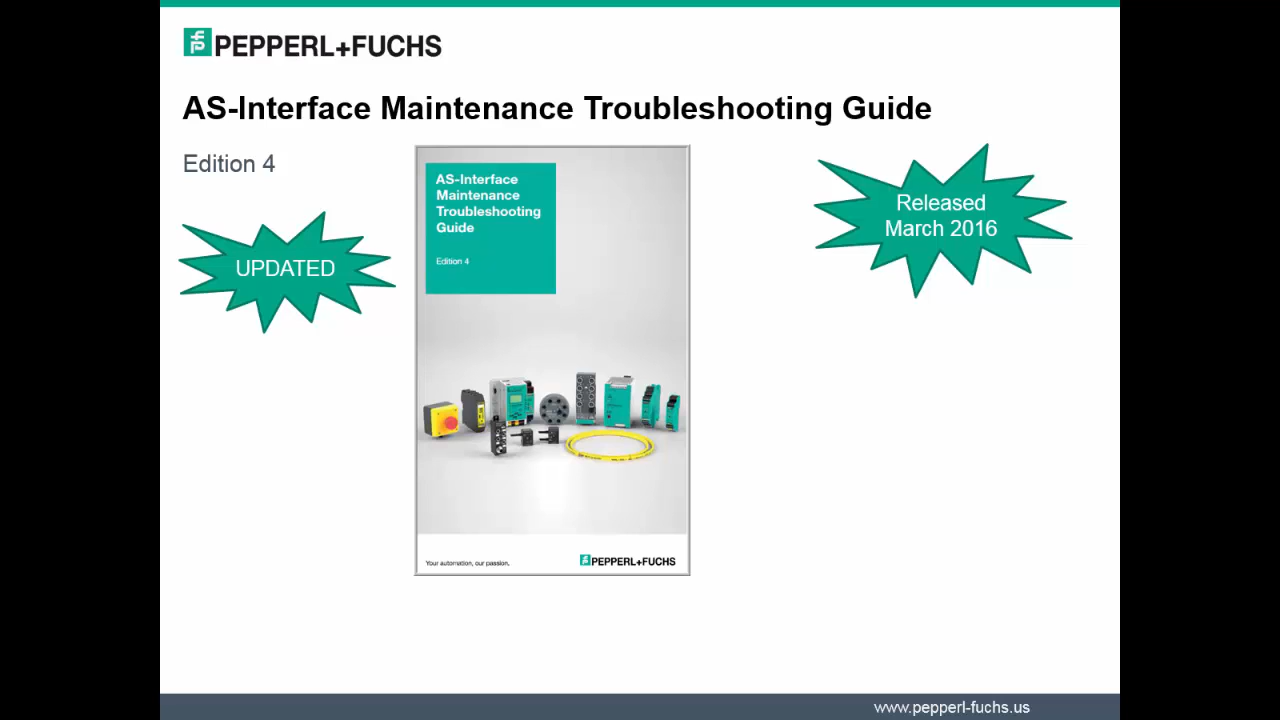 PEPPERL+FUCHS
AS-Interface Maintenance Troubleshooting Guide
Edition 4
UPDATED
Released
March 2016
AS-Interface
Maintenance
Troubleshooting
Guide
Edition 4
Your automation, our passion.
PEPPERL+FUCHS
www.pepperl-fuchs.us